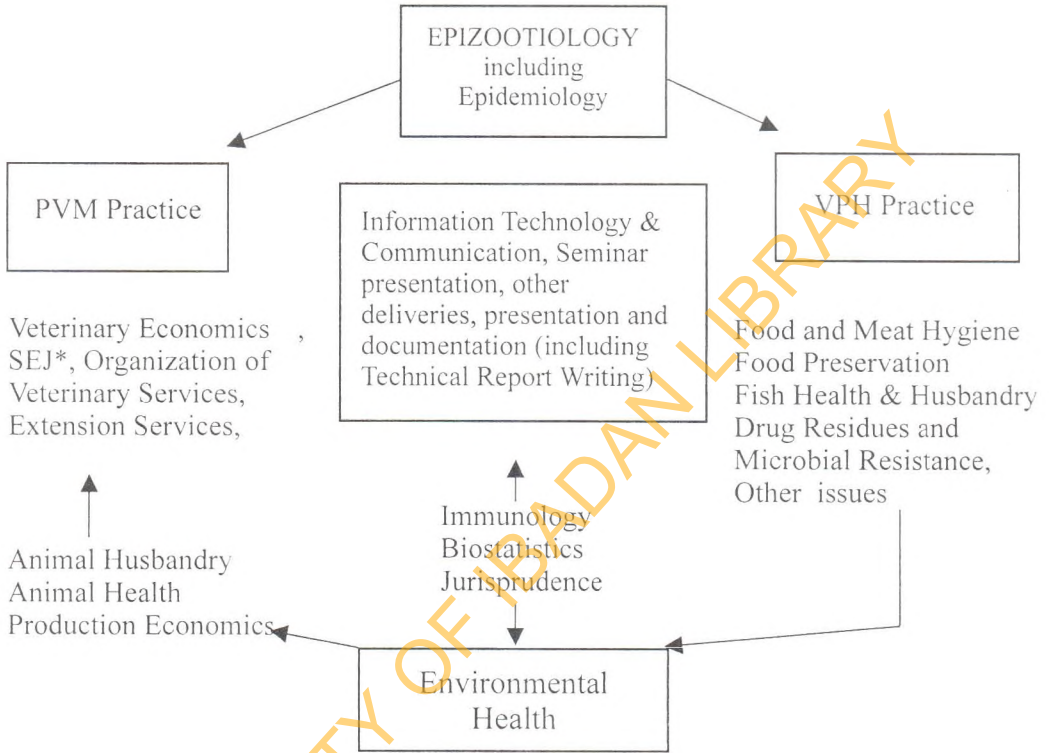 EPIZOOTIOLOGY
including
Epidemiology
PVM Practice
VPH Practice
Information Technology &
Communication, Seminar
presentation, other
deliveries, presentation and
documentation (including
Technical Report Writing)
Veterinary Economics ,
SEJ*, Organization of
Veterinary Services,
Extension Services,
Food and Meat Hygiene
Food Preservation
Fish Health & Husbandry
Drug Residues and
Microbial Resistance,
Other issues
Immunology
Biostatistics
Jurisprudence
Animal Husbandry
Animal Health
Production Economics
Environmental
Health
TY OF IBADAN LIBRARY